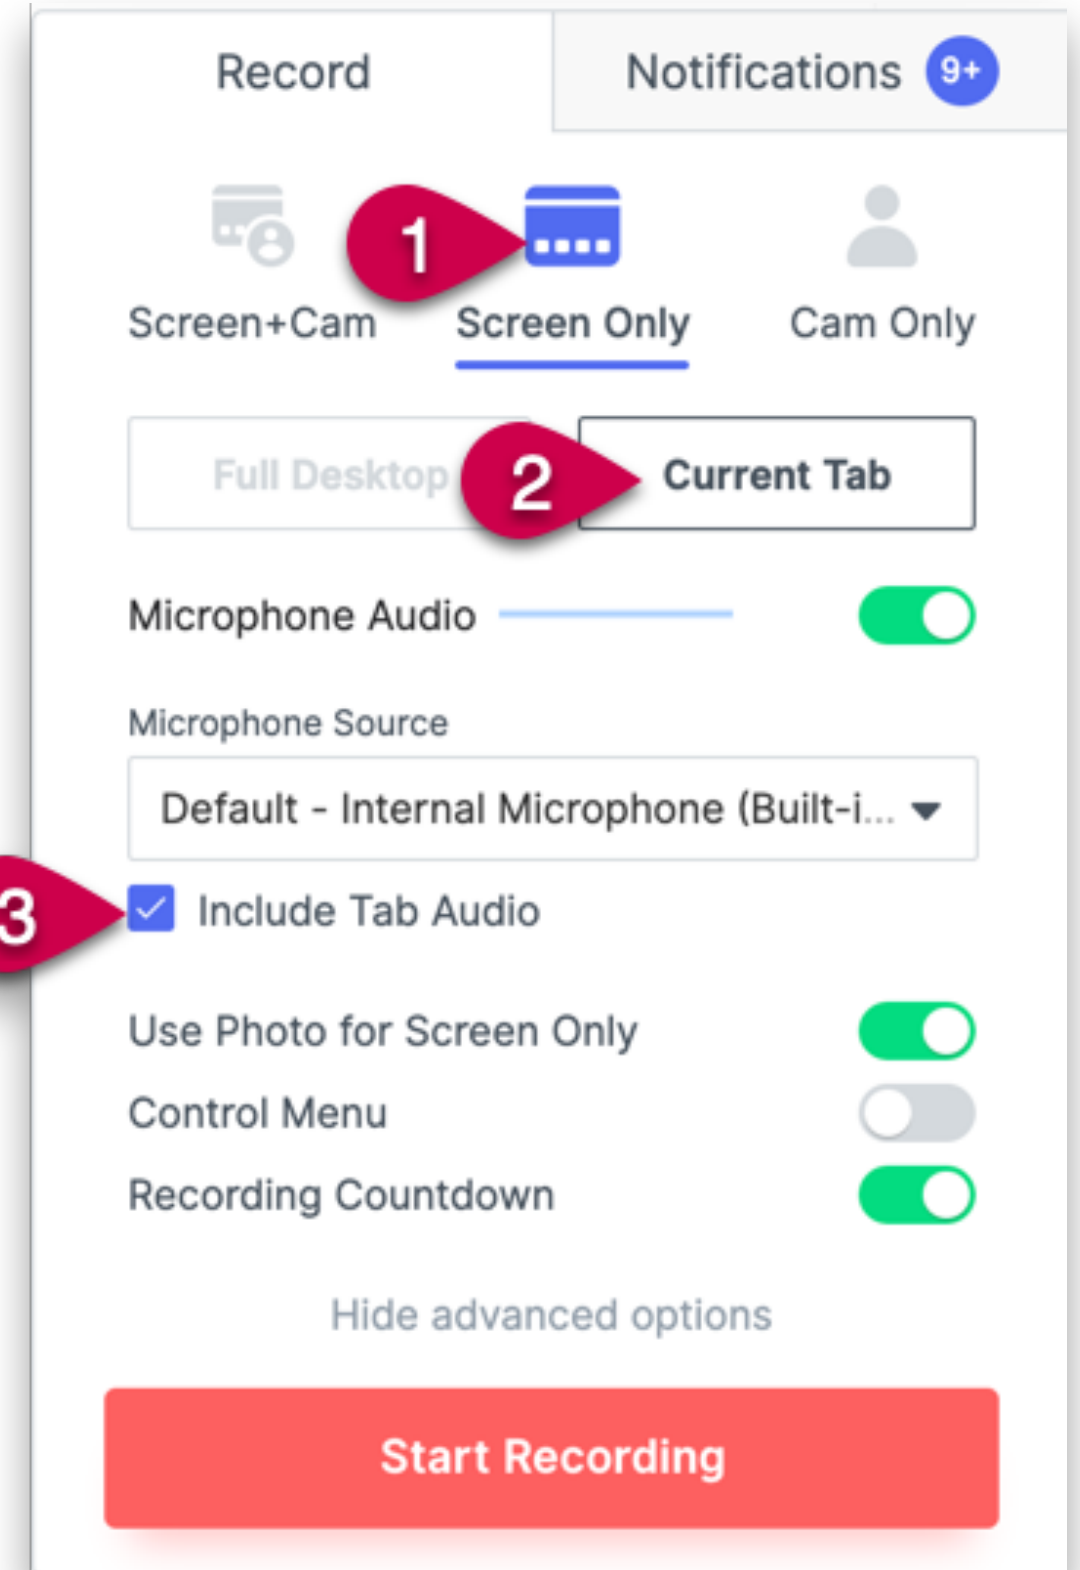 Record
Notifications 9+
1
Screen+Cam
Screen Only
Cam Only
Full Desktop
2
Current Tab
Microphone Audio
Microphone Source
Default - Internal Microphone (Built-i...
3
Include Tab Audio
Use Photo for Screen Only
Control Menu
Recording Countdown
Hide advanced options
Start Recording